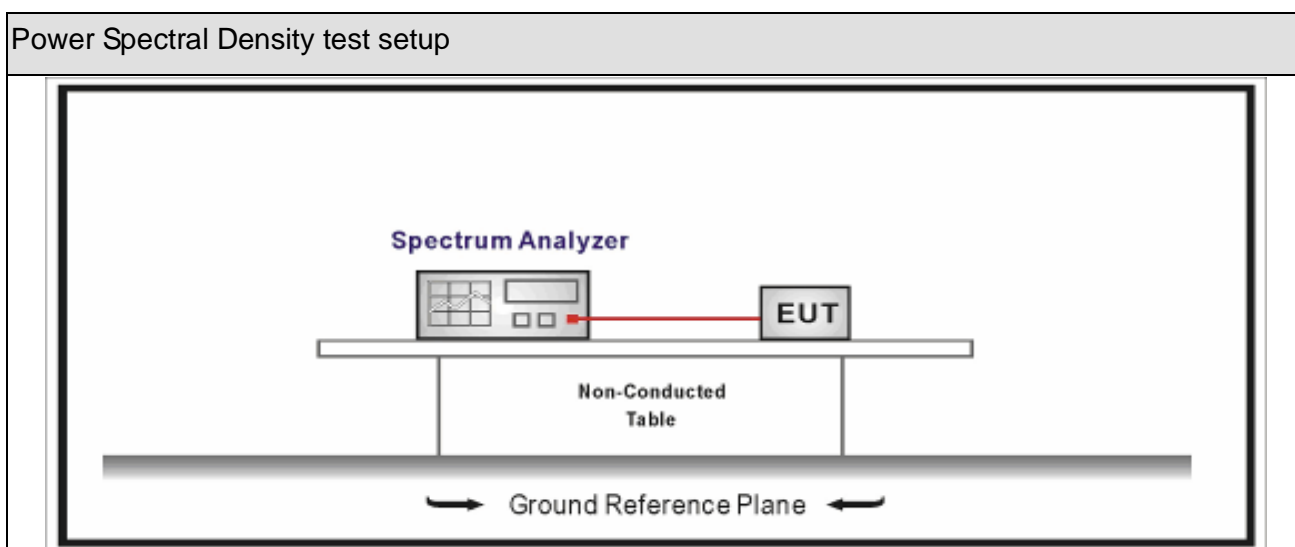 Power Spectral Density test setup
Spectrum Analyzer
EUT
Non-Conducted
Table
Ground Reference Plane